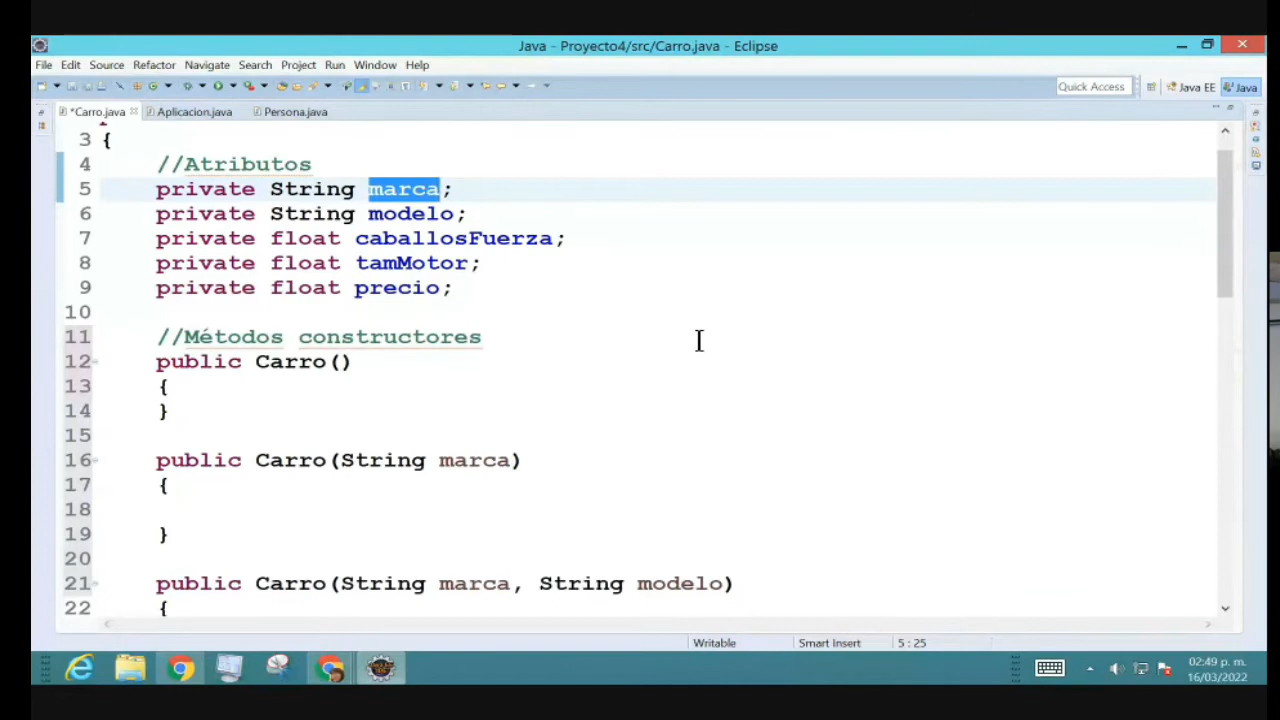 Java - Proyecto4/src/Carro.java - Eclipse
File Edit Source Refactor Navigate Search Project Run Window Help
Quick Access Java EE Java
*Carro.java Aplicacion.java Persona.java
3 {
4 //Atributos
5 private String marca;
6 private String modelo;
7 private float caballosFuerza;
8 private float tamMotor;
9 private float precio;
10
11 //Métodos constructores
12 public Carro()
13 {
14 }
15
16 public Carro(String marca)
17 {
18
19 }
20
21 public Carro(String marca, String modelo)
22 {
Writable Smart Insert 5 : 25
02:49 p. m.
16/03/2022